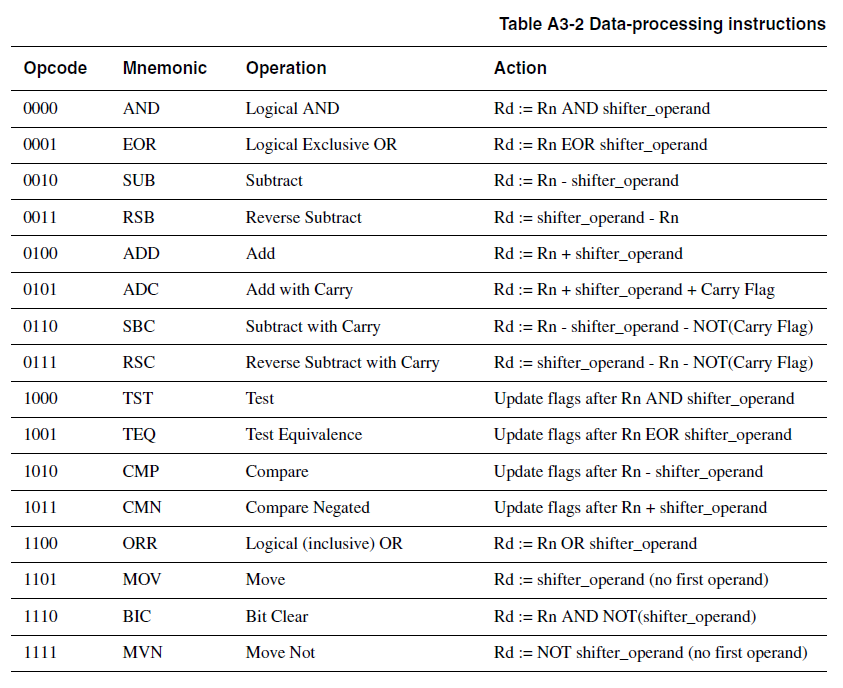 Table A3-2 Data-processing instructions
Opcode Mnemonic Operation Action
0000 AND Logical AND Rd := Rn AND shifter_operand
0001 EOR Logical Exclusive OR Rd := Rn EOR shifter_operand
0010 SUB Subtract Rd := Rn - shifter_operand
0011 RSB Reverse Subtract Rd := shifter_operand - Rn
0100 ADD Add Rd := Rn + shifter_operand
0101 ADC Add with Carry Rd := Rn + shifter_operand + Carry Flag
0110 SBC Subtract with Carry Rd := Rn - shifter_operand - NOT(Carry Flag)
0111 RSC Reverse Subtract with Carry Rd := shifter_operand - Rn - NOT(Carry Flag)
1000 TST Test Update flags after Rn AND shifter_operand
1001 TEQ Test Equivalence Update flags after Rn EOR shifter_operand
1010 CMP Compare Update flags after Rn - shifter_operand
1011 CMN Compare Negated Update flags after Rn + shifter_operand
1100 ORR Logical (inclusive) OR Rd := Rn OR shifter_operand
1101 MOV Move Rd := shifter_operand (no first operand)
1110 BIC Bit Clear Rd := Rn AND NOT(shifter_operand)
1111 MVN Move Not Rd := NOT shifter_operand (no first operand)